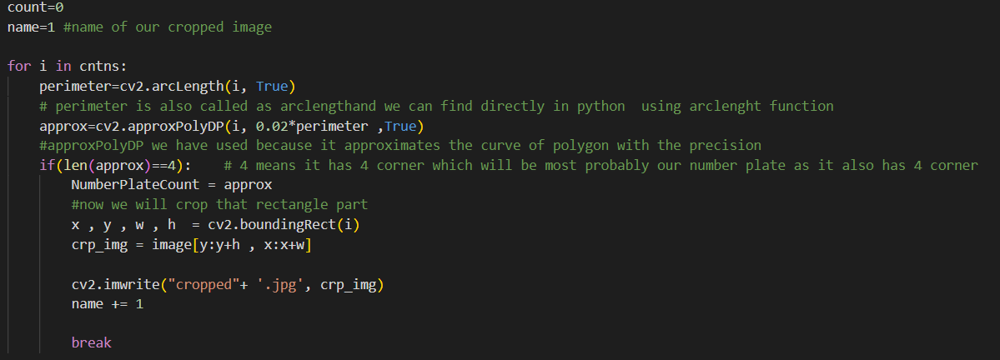 count=0
name=1 #name of our cropped image
for i in cntns:
perimeter=cv2.arcLength(i, True)
# perimeter is also called as arclengthand we can find directly in python  using arclenght function
approx=cv2.approxPolyDP(i, 0.02*perimeter ,True)
#approxPolyDP we have used because it approximates the curve of polygon with the precision
if(len(approx)==4):    # 4 means it has 4 corner which will be most probably our number plate as it also has 4 corner
NumberPlateCount = approx
#now we will crop that rectangle part
x , y , w , h  = cv2.boundingRect(i)
crp_img = image[y:y+h , x:x+w]
cv2.imwrite("cropped"+ '.jpg', crp_img)
name += 1
break